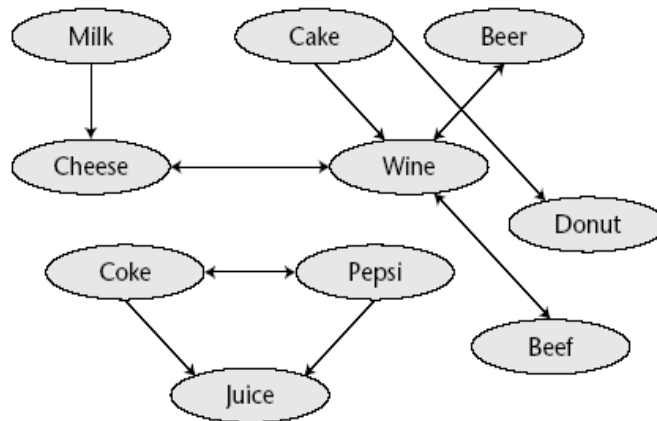 Milk
Cake
Beer
Cheese
Wine
Donut
Coke
Pepsi
Beef
Juice